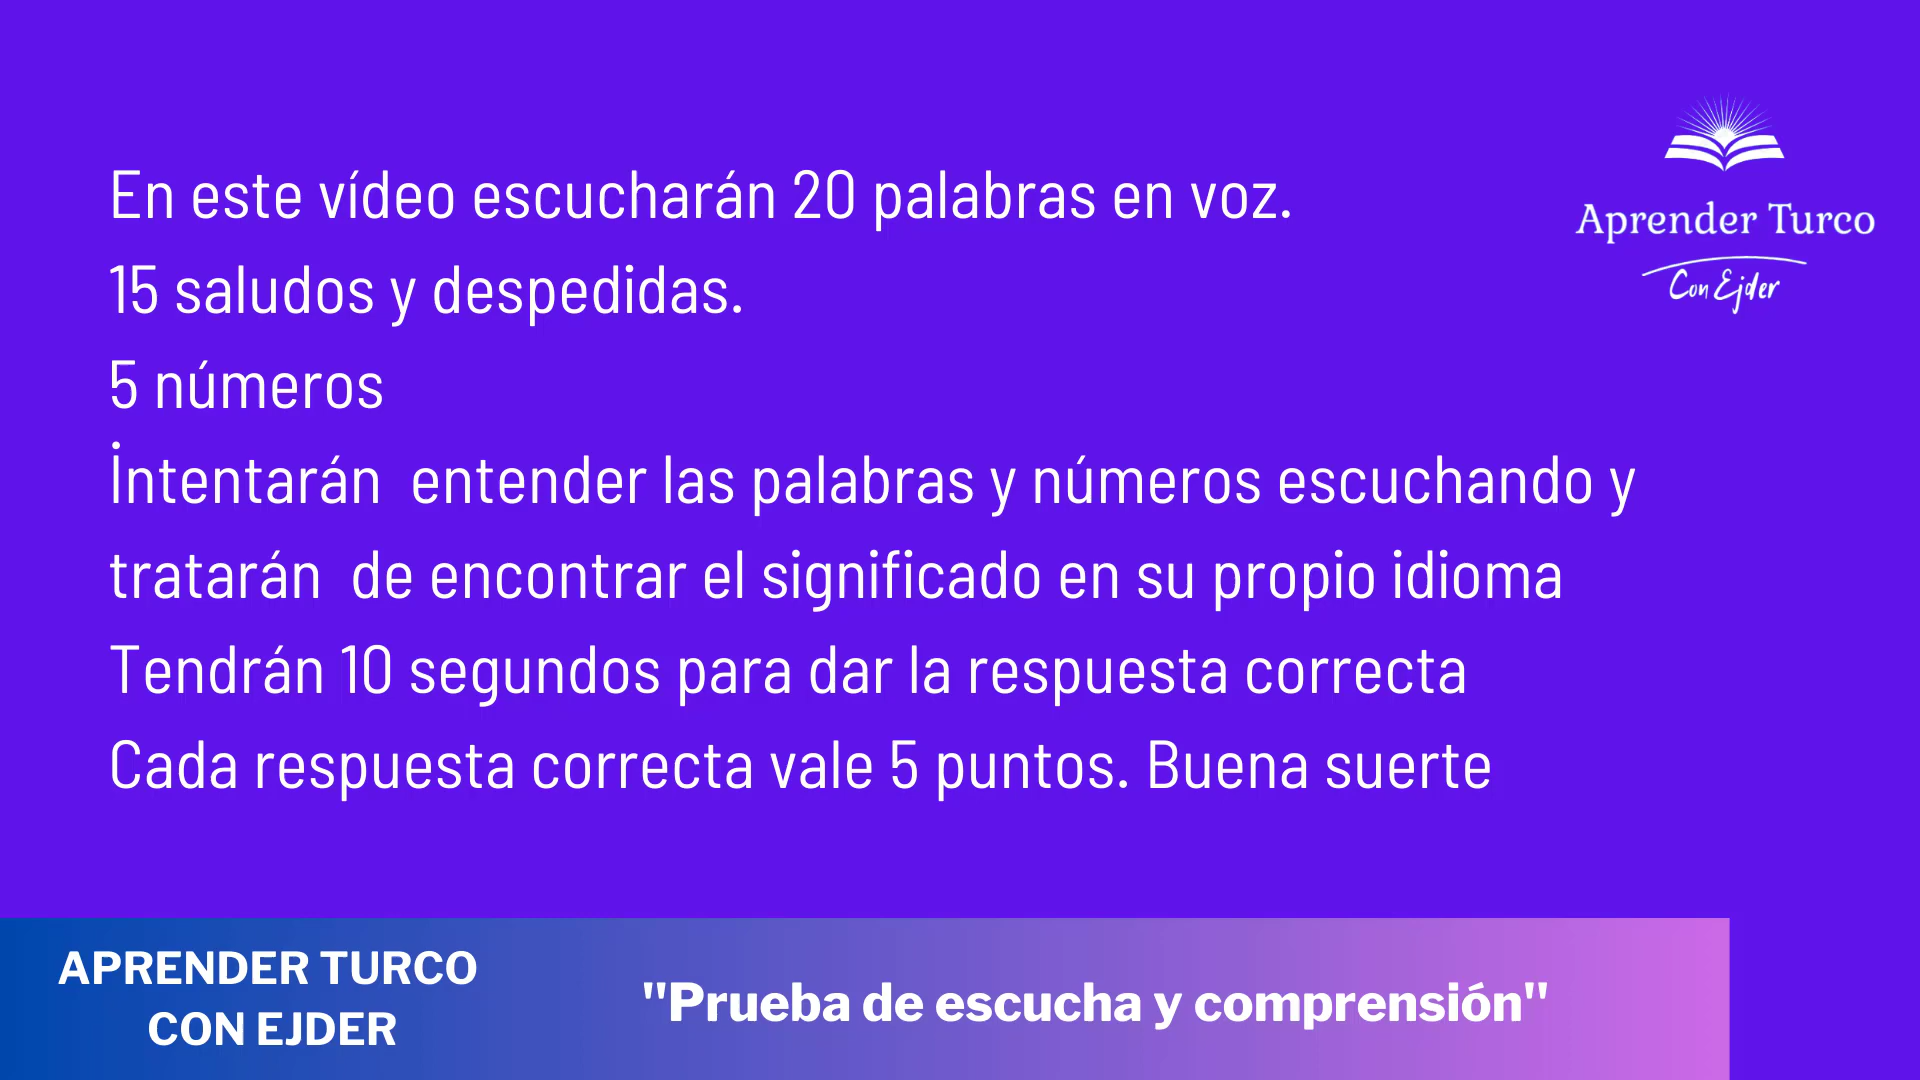 En este vídeo escucharán 20 palabras en voz.
15 saludos y despedidas.
5 números
İntentarán  entender las palabras y números escuchando y
tratarán  de encontrar el significado en su propio idioma
Tendrán 10 segundos para dar la respuesta correcta
Cada respuesta correcta vale 5 puntos. Buena suerte
Aprender Turco
Con Ejder
APRENDER TURCO
CON EJDER
"Prueba de escucha y comprensión"